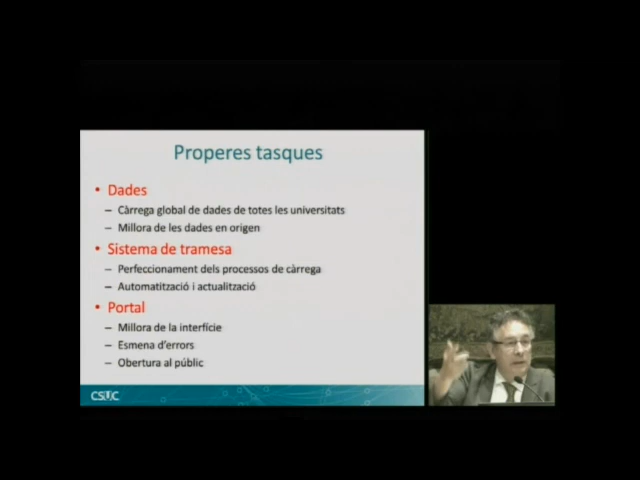 Properes tasques
• Dades
– Càrrega global de dades de totes les universitats
– Millora de les dades en origen
• Sistema de tramesa
– Perfeccionament dels processos de càrrega
– Automatització i actualització
• Portal
– Millora de la interfície
– Esmena d'errors
– Obertura al públic
CSUC